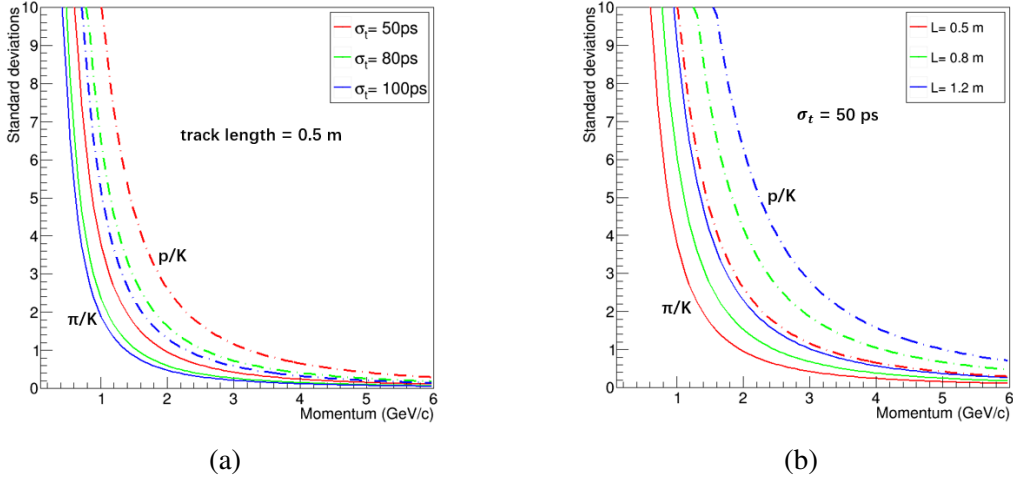 Standard deviations
10
9
8
7
6
5
4
3
2
1
0
σt= 50ps
σt= 80ps
σt= 100ps
track length = 0.5 m
p/K
π/K
1 2 3 4 5 6
Momentum (GeV/c)
(a)
Standard deviations
10
9
8
7
6
5
4
3
2
1
0
L= 0.5 m
L= 0.8 m
L= 1.2 m
σt = 50 ps
p/K
π/K
1 2 3 4 5 6
Momentum (GeV/c)
(b)